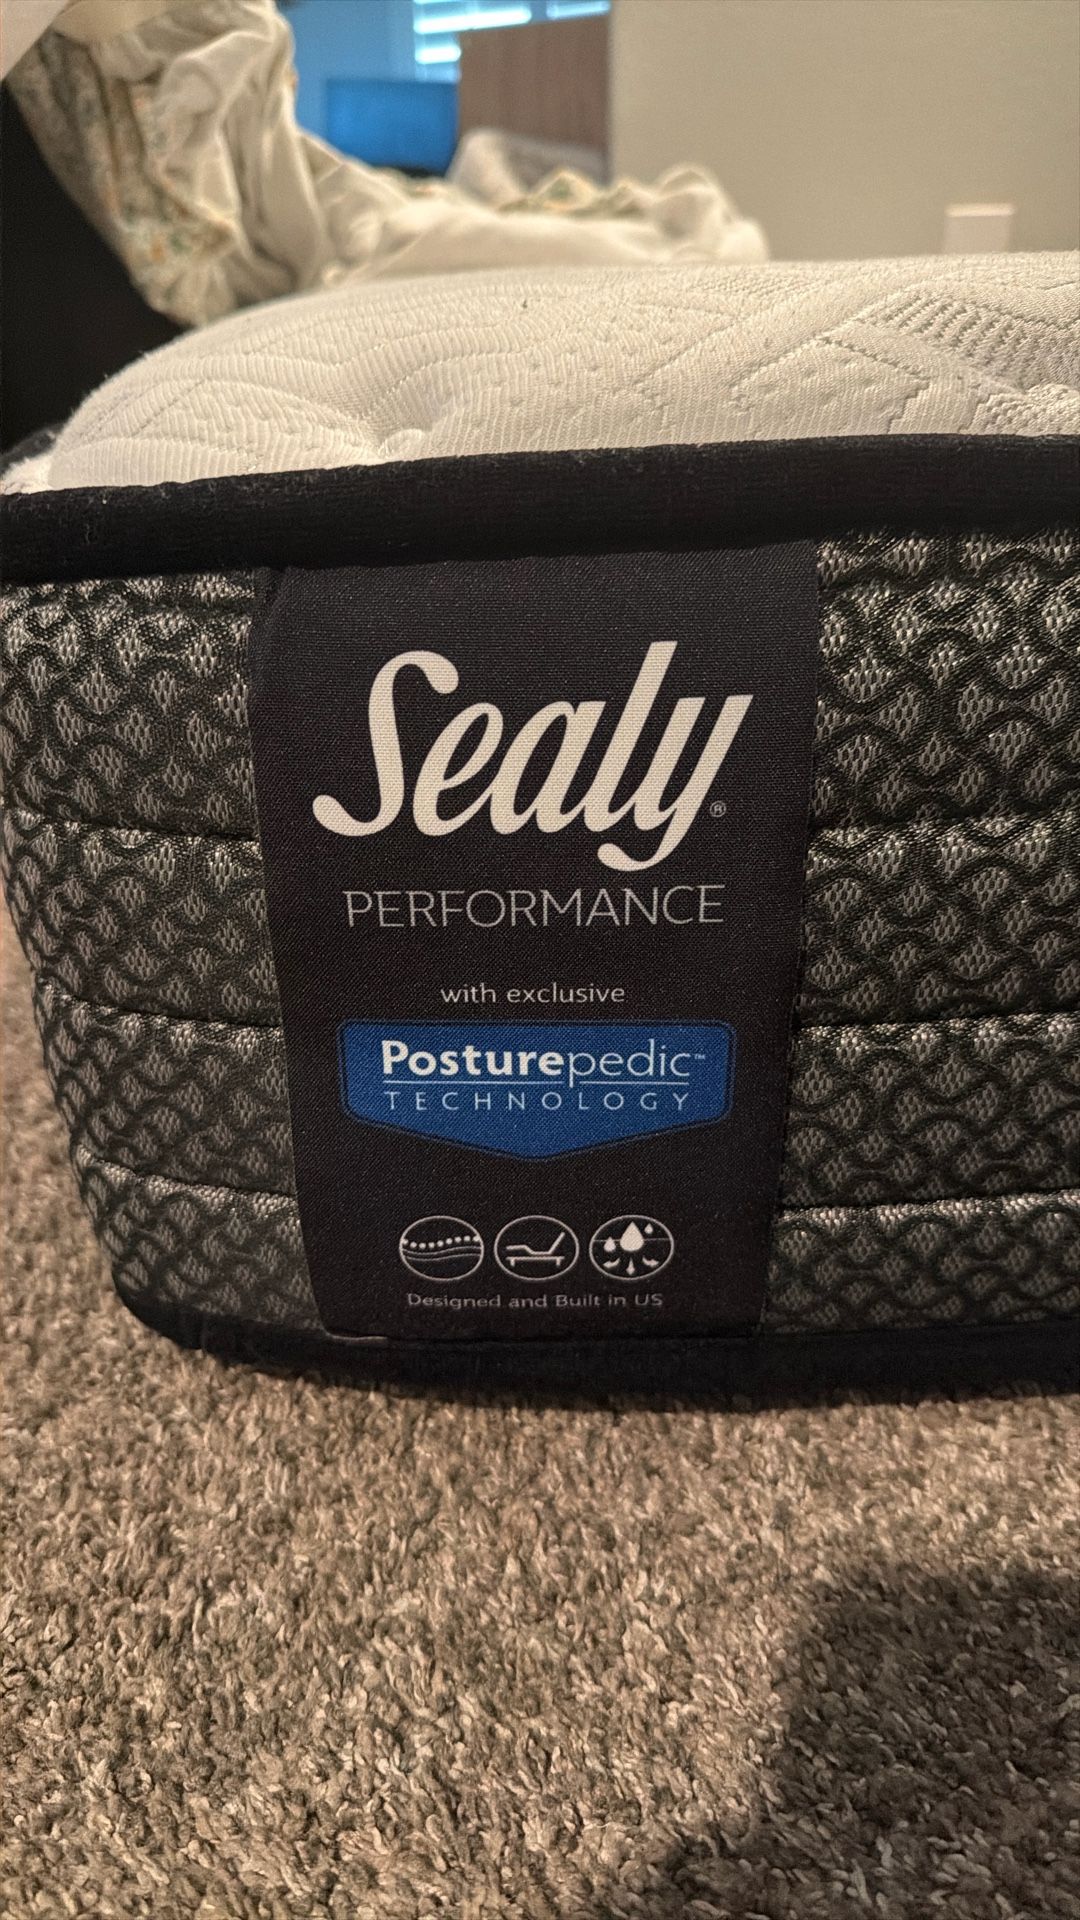 Sealy®
PERFORMANCE
with exclusive
Posturepedic™
TECHNOLOGY
Designed and Built in US